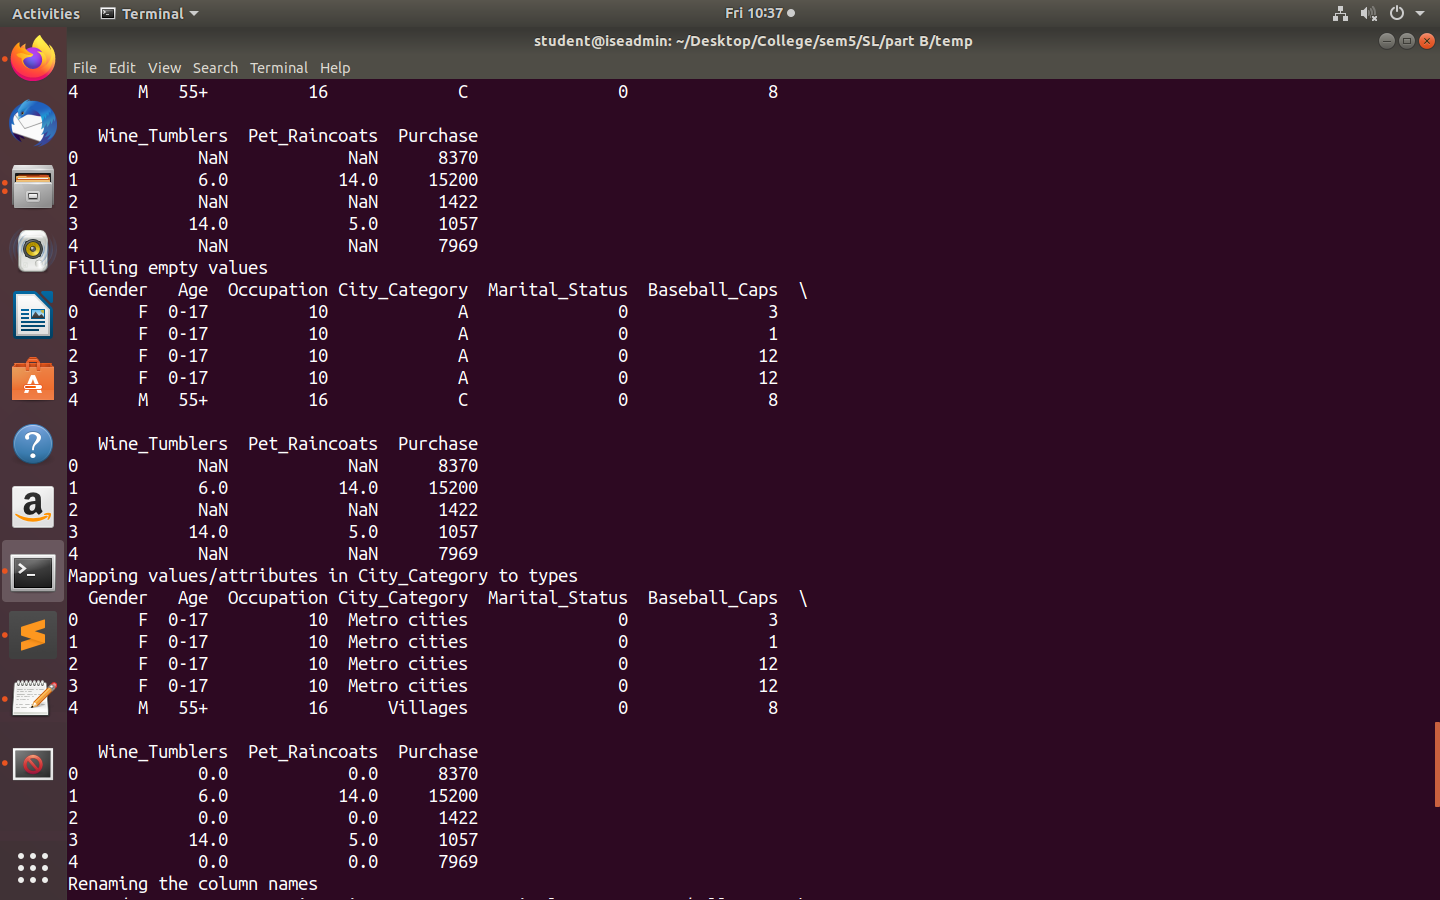 Activities Terminal Fri 10:37
student@iseadmin: ~/Desktop/College/sem5/SL/part B/temp
File Edit View Search Terminal Help
4 M 55+ 16 C 0 8
Wine_Tumblers Pet_Raincoats Purchase
0 NaN NaN 8370
1 6.0 14.0 15200
2 NaN NaN 1422
3 14.0 5.0 1057
4 NaN NaN 7969
Filling empty values
Gender Age Occupation City_Category Marital_Status Baseball_Caps \
0 F 0-17 10 A 0 3
1 F 0-17 10 A 0 1
2 F 0-17 10 A 0 12
3 F 0-17 10 A 0 12
4 M 55+ 16 C 0 8
Wine_Tumblers Pet_Raincoats Purchase
0 NaN NaN 8370
1 6.0 14.0 15200
2 NaN NaN 1422
3 14.0 5.0 1057
4 NaN NaN 7969
Mapping values/attributes in City_Category to types
Gender Age Occupation City_Category Marital_Status Baseball_Caps \
0 F 0-17 10 Metro cities 0 3
1 F 0-17 10 Metro cities 0 1
2 F 0-17 10 Metro cities 0 12
3 F 0-17 10 Metro cities 0 12
4 M 55+ 16 Villages 0 8
Wine_Tumblers Pet_Raincoats Purchase
0 0.0 0.0 8370
1 6.0 14.0 15200
2 0.0 0.0 1422
3 14.0 5.0 1057
4 0.0 0.0 7969
Renaming the column names